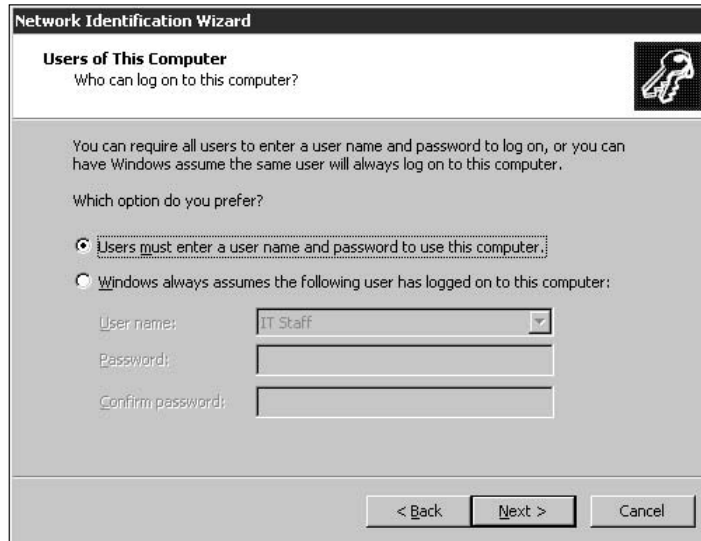 Network Identification Wizard
Users of This Computer
Who can log on to this computer?
You can require all users to enter a user name and password to log on, or you can
have Windows assume the same user will always log on to this computer.
Which option do you prefer?
Users must enter a user name and password to use this computer.
Windows always assumes the following user has logged on to this computer:
User name:
IT Staff
Password:
Confirm password:
< Back
Next >
Cancel